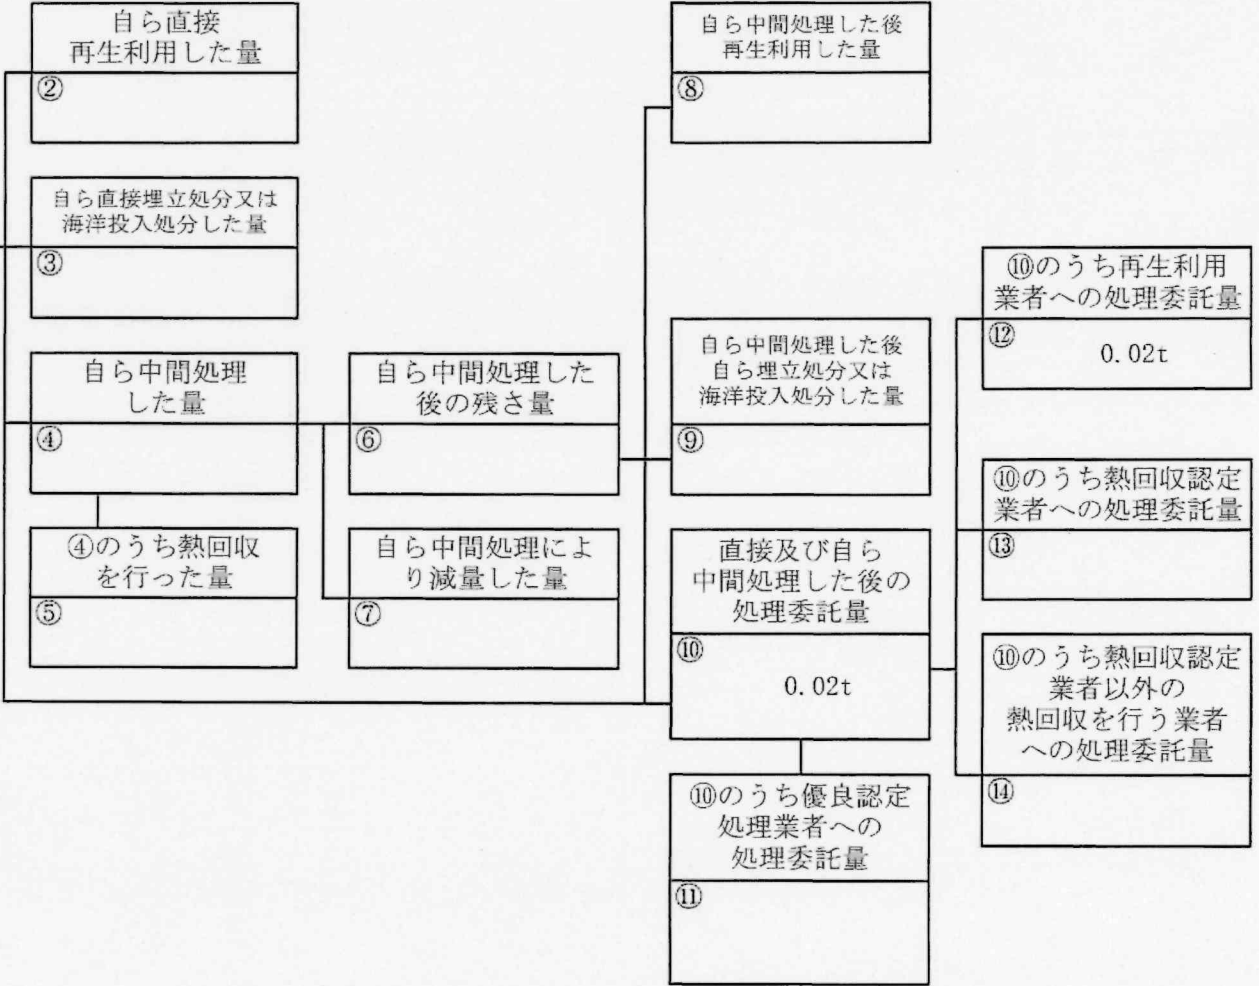 自ら直接
再生利用した量
②
自ら直接埋立処分又は
海洋投入処分した量
③
自ら中間処理
した量
④
④のうち熱回収
を行った量
⑤
自ら中間処理した
後の残さ量
⑥
自ら中間処理によ
り減量した量
⑦
自ら中間処理した後
再生利用した量
⑧
自ら中間処理した後
自ら埋立処分又は
海洋投入処分した量
⑨
直接及び自ら
中間処理した後の
処理委託量
⑩
0.02t
⑩のうち優良認定
処理業者への
処理委託量
⑪
⑩のうち再生利用
業者への処理委託量
⑫
0.02t
⑩のうち熱回収認定
業者への処理委託量
⑬
⑩のうち熱回収認定
業者以外の
熱回収を行う業者
への処理委託量
⑭